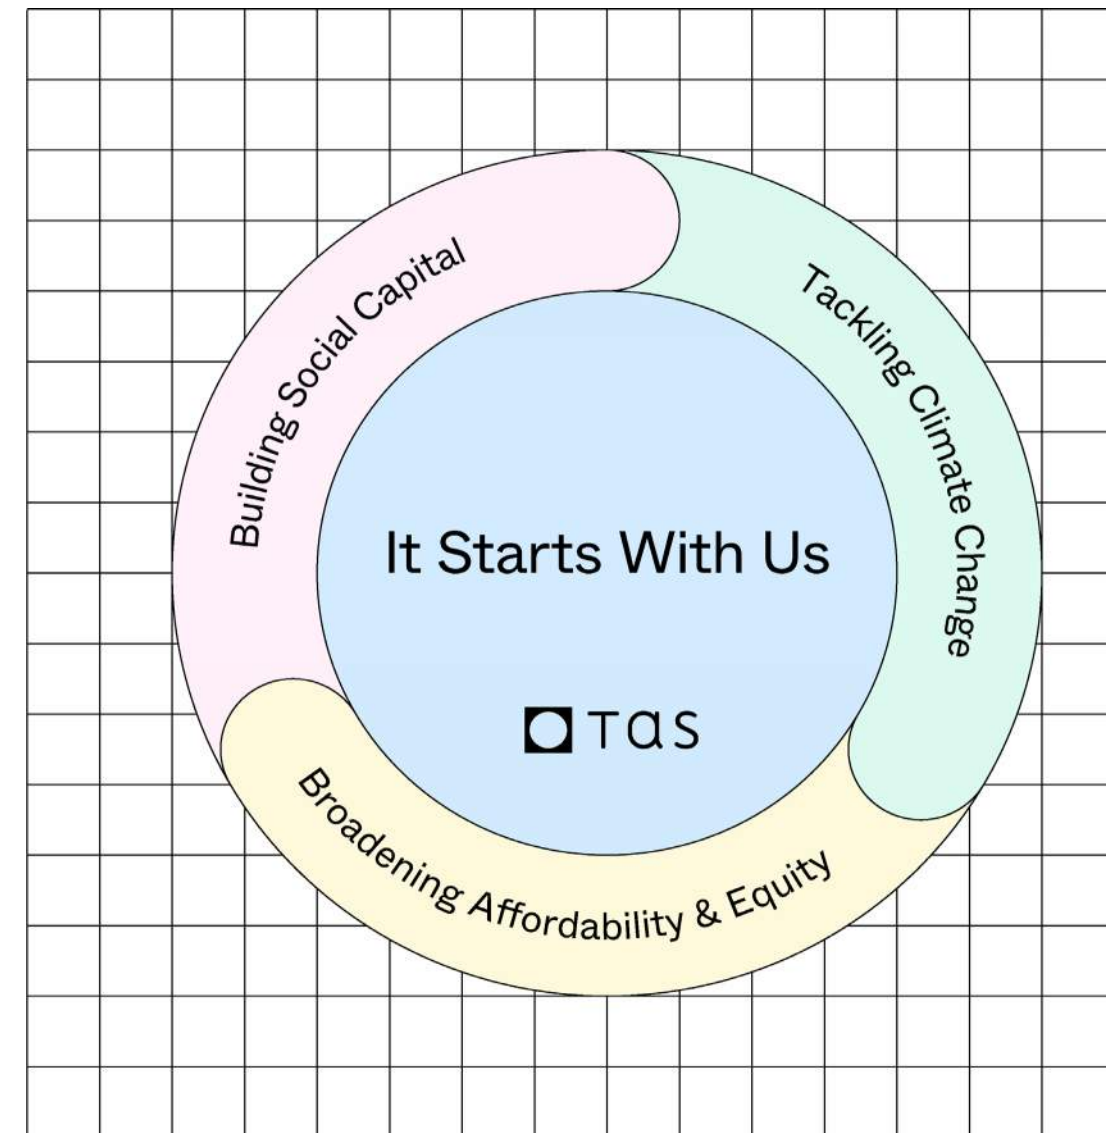 Building Social Capital
Tackling Climate Change
It Starts With Us
TAS
Broadening Affordability & Equity